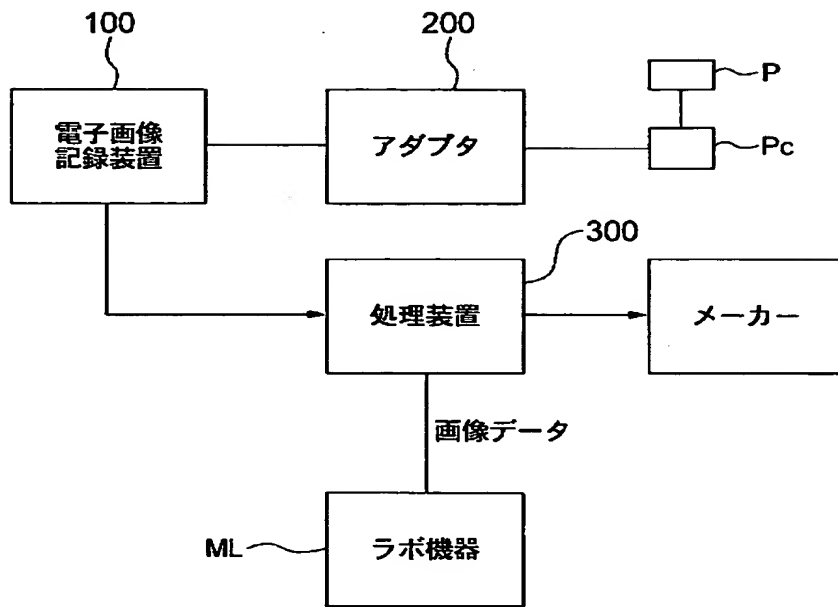 100
200
P
電子画像
記録装置
アダプタ
Pc
300
処理装置
メーカー
画像データ
ML
ラボ機器